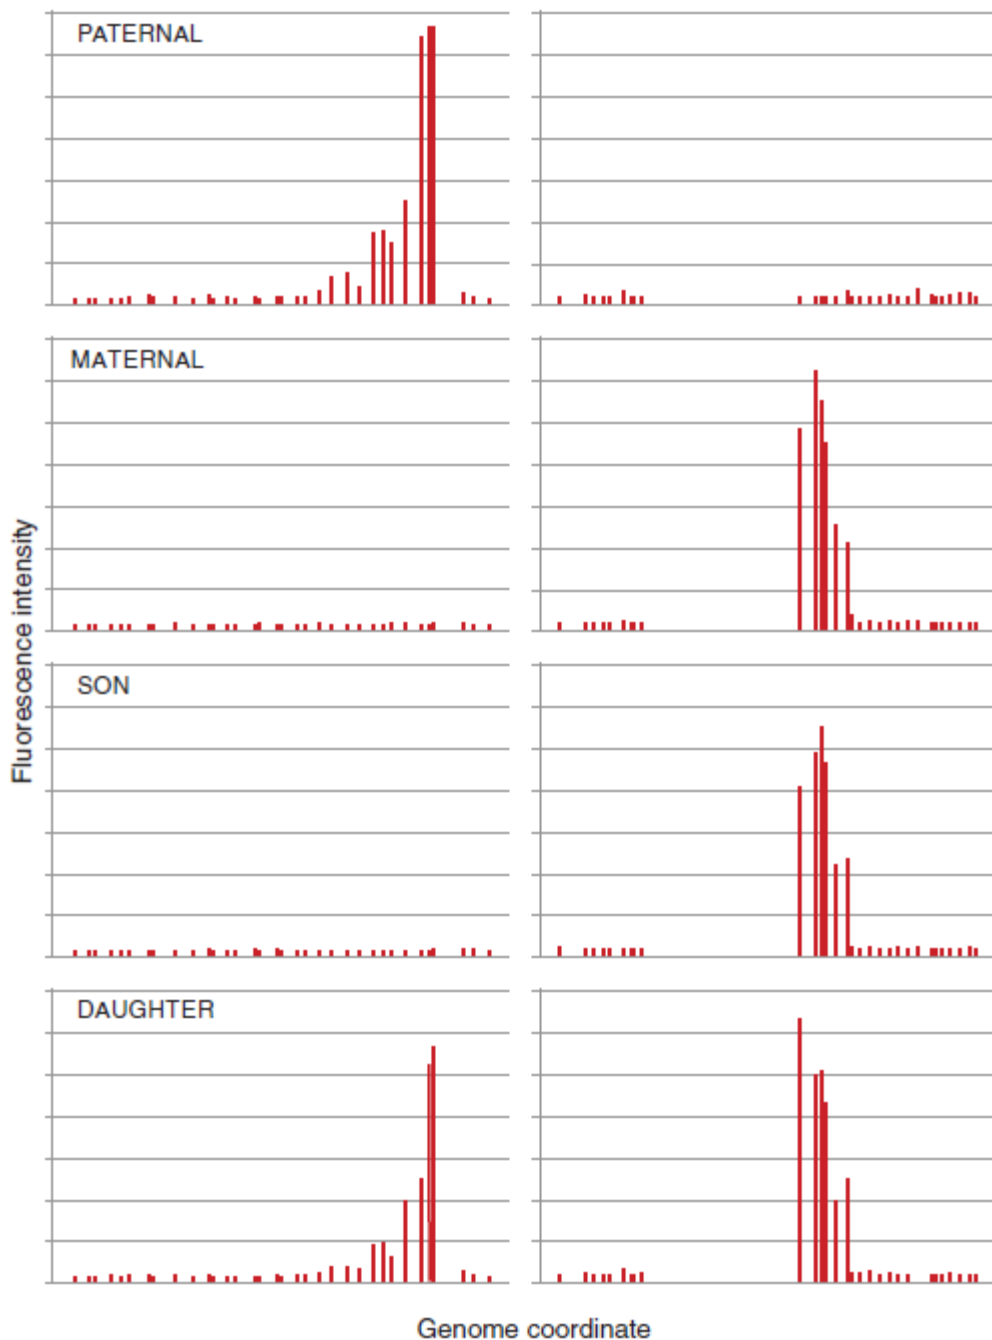 PATERNAL
MATERNAL
SON
DAUGHTER
Fluorescence intensity
Genome coordinate